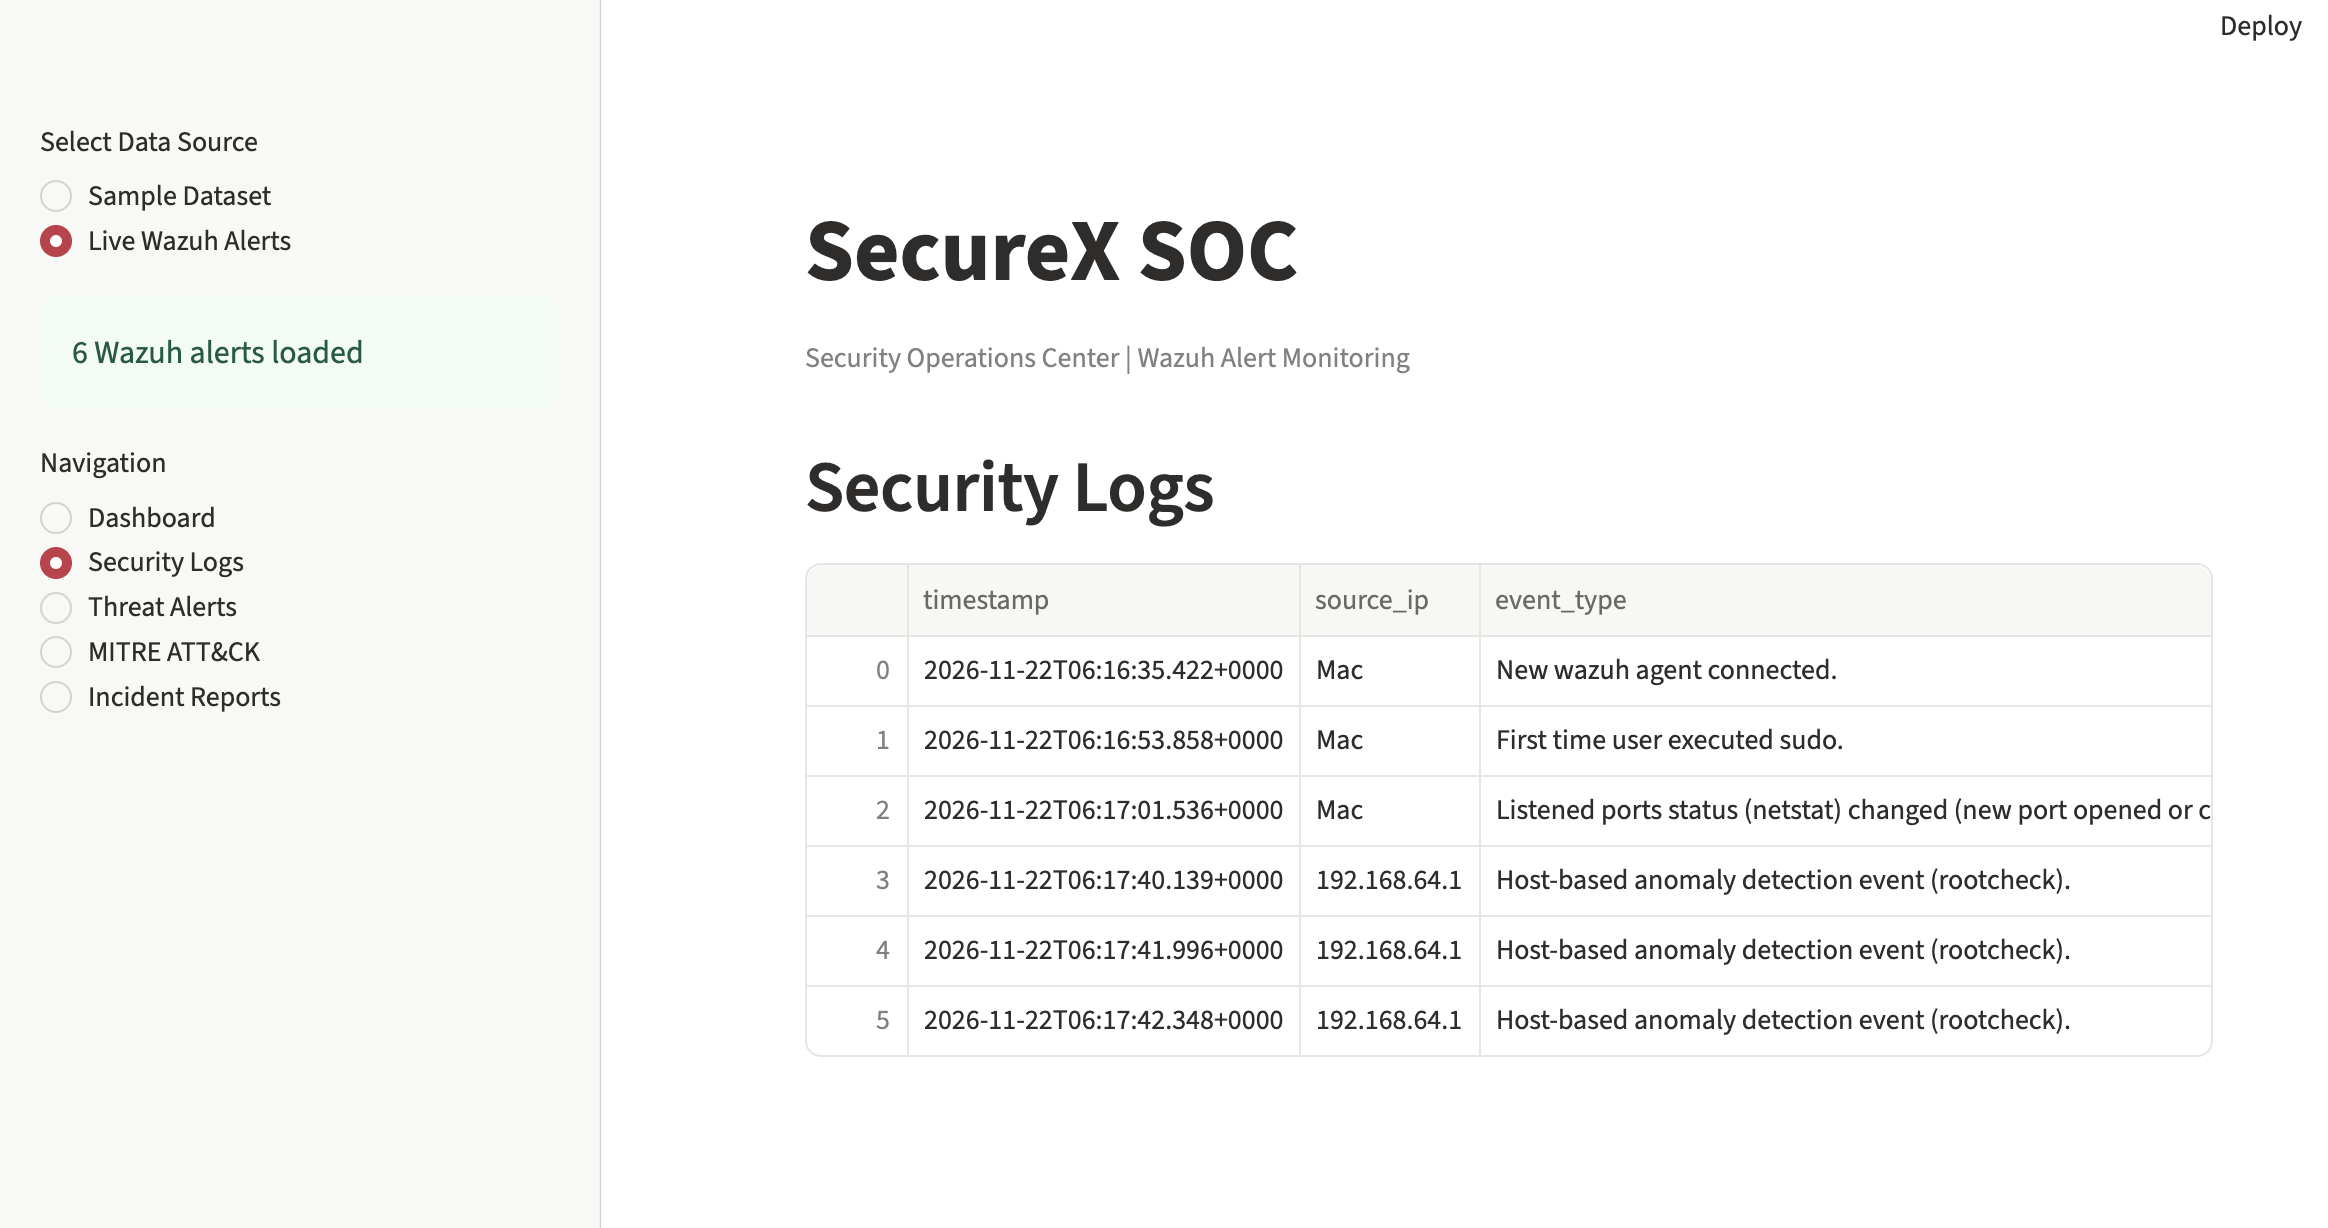 Deploy
Select Data Source
Sample Dataset
Live Wazuh Alerts
6 Wazuh alerts loaded
Navigation
Dashboard
Security Logs
Threat Alerts
MITRE ATT&CK
Incident Reports
SecureX SOC
Security Operations Center | Wazuh Alert Monitoring
Security Logs
timestamp source_ip event_type
0 2026-11-22T06:16:35.422+0000 Mac New wazuh agent connected.
1 2026-11-22T06:16:53.858+0000 Mac First time user executed sudo.
2 2026-11-22T06:17:01.536+0000 Mac Listened ports status (netstat) changed (new port opened or c
3 2026-11-22T06:17:40.139+0000 192.168.64.1 Host-based anomaly detection event (rootcheck).
4 2026-11-22T06:17:41.996+0000 192.168.64.1 Host-based anomaly detection event (rootcheck).
5 2026-11-22T06:17:42.348+0000 192.168.64.1 Host-based anomaly detection event (rootcheck).